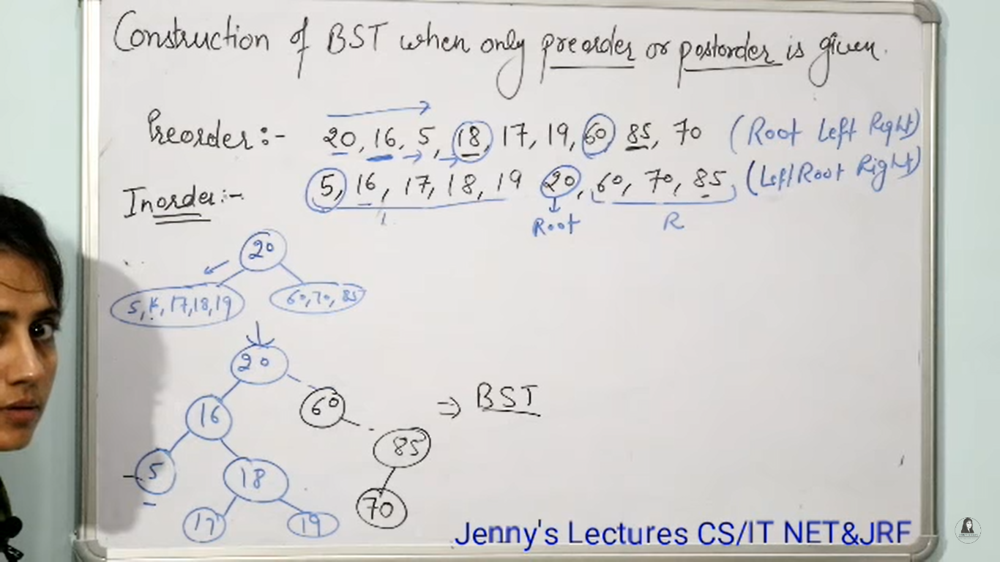 Construction of BST when only preorder or postorder is given.
Preorder:- 20, 16, 5, 18, 17, 19, 60 85, 70 (Root Left Right)
Inorder:- 5, 16, 17, 18, 19 20, 60, 70, 85 (Left Root Right)
Root R
20
5, 17, 18, 19 60, 70, 85
20
16 60 ⇒ BST
5 18 85
17 19 70
Jenny's Lectures CS/IT NET&JRF